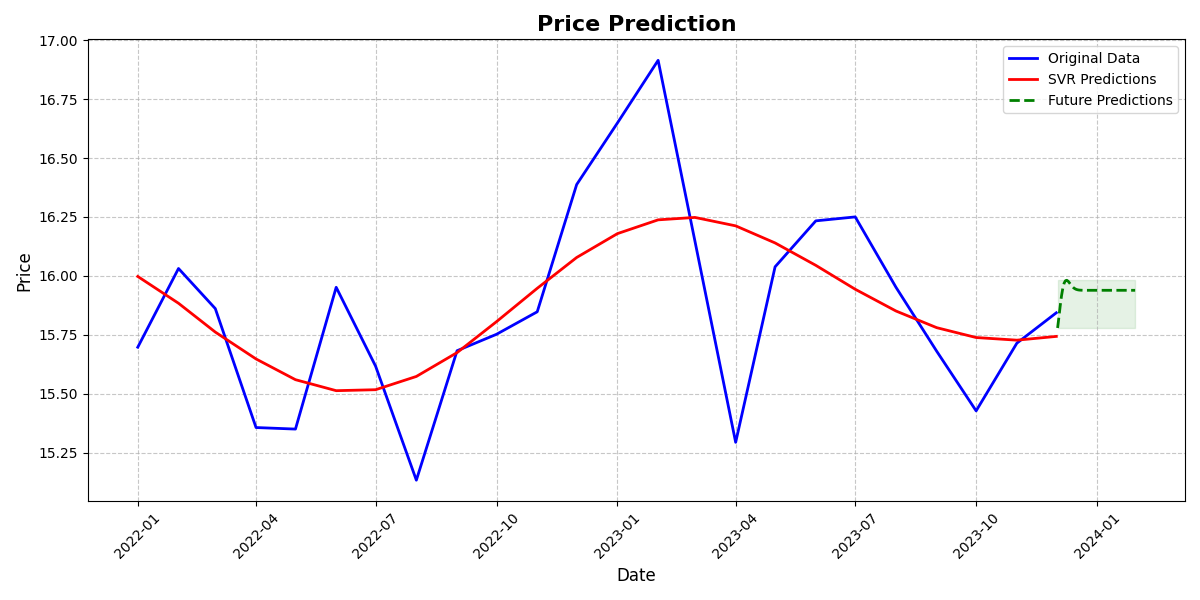 Price Prediction
Original Data
SVR Predictions
Future Predictions
Price
17.00
16.75
16.50
16.25
16.00
15.75
15.50
15.25
2022-01
2022-04
2022-07
2022-10
2023-01
2023-04
2023-07
2023-10
2024-01
Date